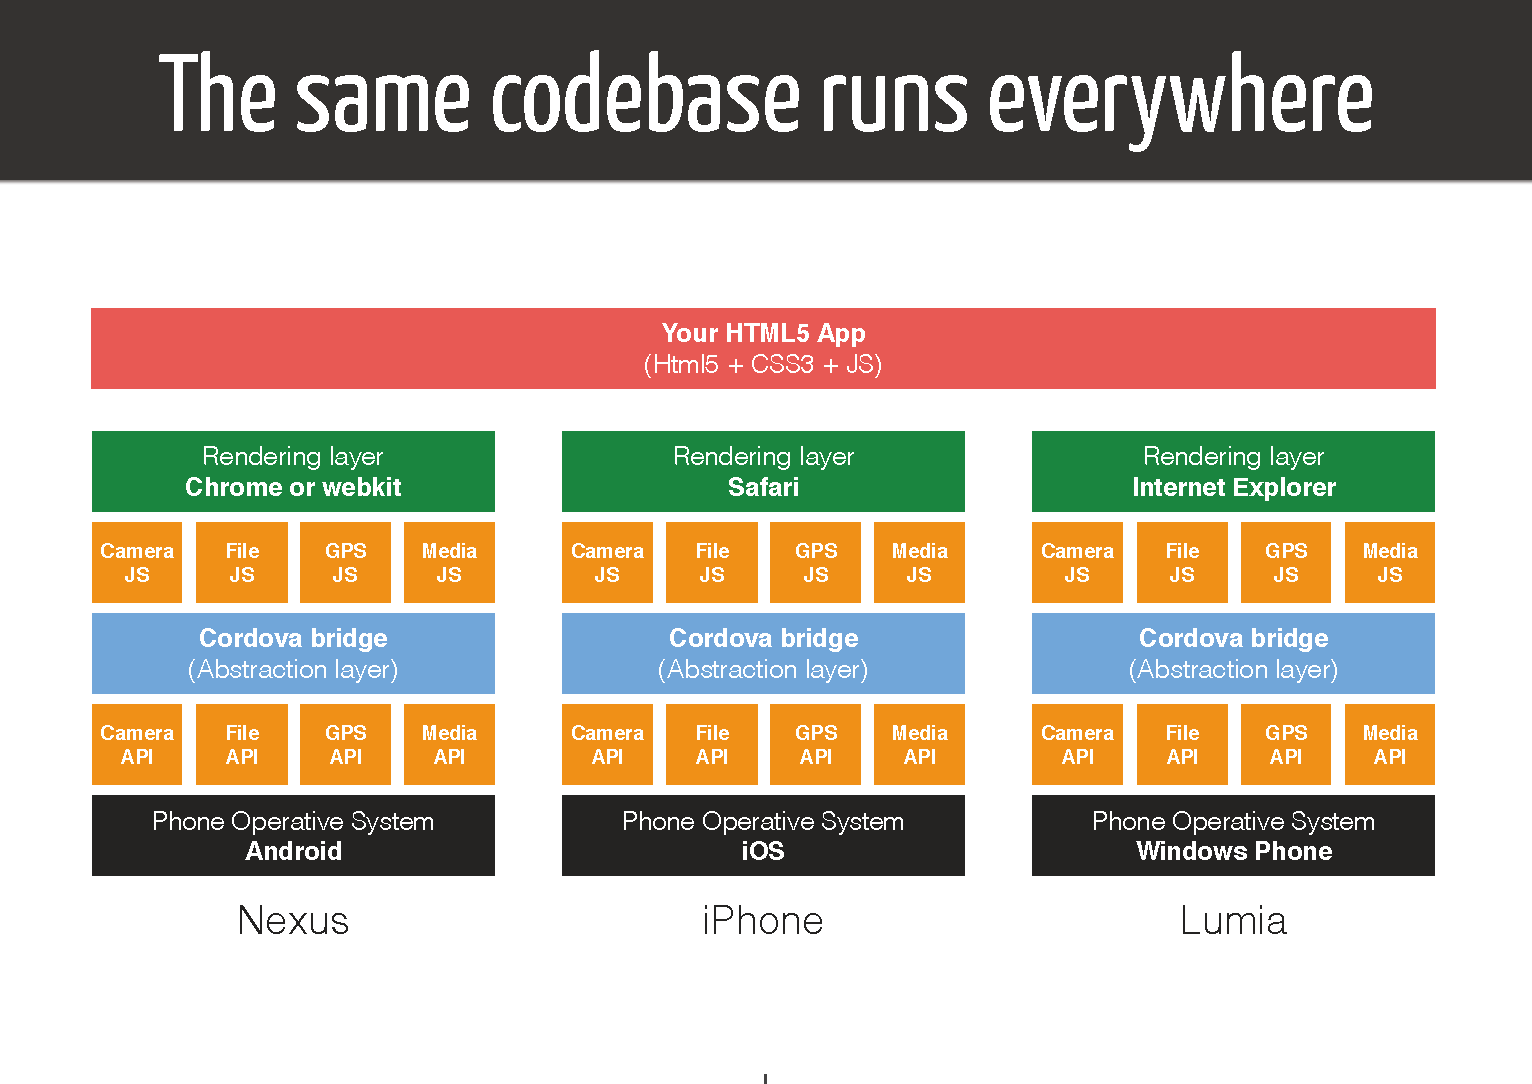 The same codebase runs everywhere
Your HTML5 App
(Html5 + CSS3 + JS)
Rendering layer
Chrome or webkit
Camera
JS
File
JS
GPS
JS
Media
JS
Cordova bridge
(Abstraction layer)
Camera
API
File
API
GPS
API
Media
API
Phone Operative System
Android
Nexus
Rendering layer
Safari
Camera
JS
File
JS
GPS
JS
Media
JS
Cordova bridge
(Abstraction layer)
Camera
API
File
API
GPS
API
Media
API
Phone Operative System
iOS
iPhone
Rendering layer
Internet Explorer
Camera
JS
File
JS
GPS
JS
Media
JS
Cordova bridge
(Abstraction layer)
Camera
API
File
API
GPS
API
Media
API
Phone Operative System
Windows Phone
Lumia